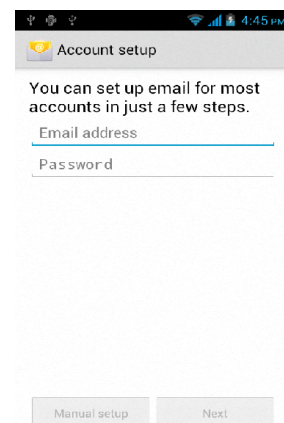 4:45 PM
Account setup
You can set up email for most
accounts in just a few steps.
Email address
Password
Manual setup Next